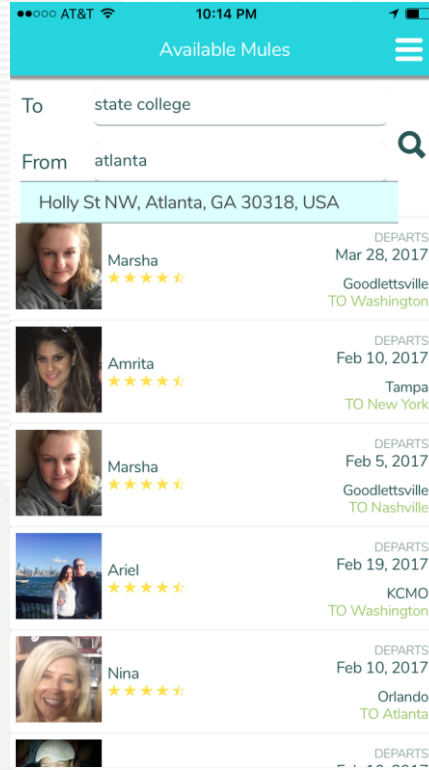 AT&T 10:14 PM
Available Mules
To state college
From atlanta
Holly St NW, Atlanta, GA 30318, USA
DEPARTS
Marsha Mar 28, 2017
Goodlettsville
TO Washington
DEPARTS
Amrita Feb 10, 2017
Tampa
TO New York
DEPARTS
Marsha Feb 5, 2017
Goodlettsville
TO Nashville
DEPARTS
Ariel Feb 19, 2017
KCMO
TO Washington
DEPARTS
Nina Feb 10, 2017
Orlando
TO Atlanta
DEPARTS